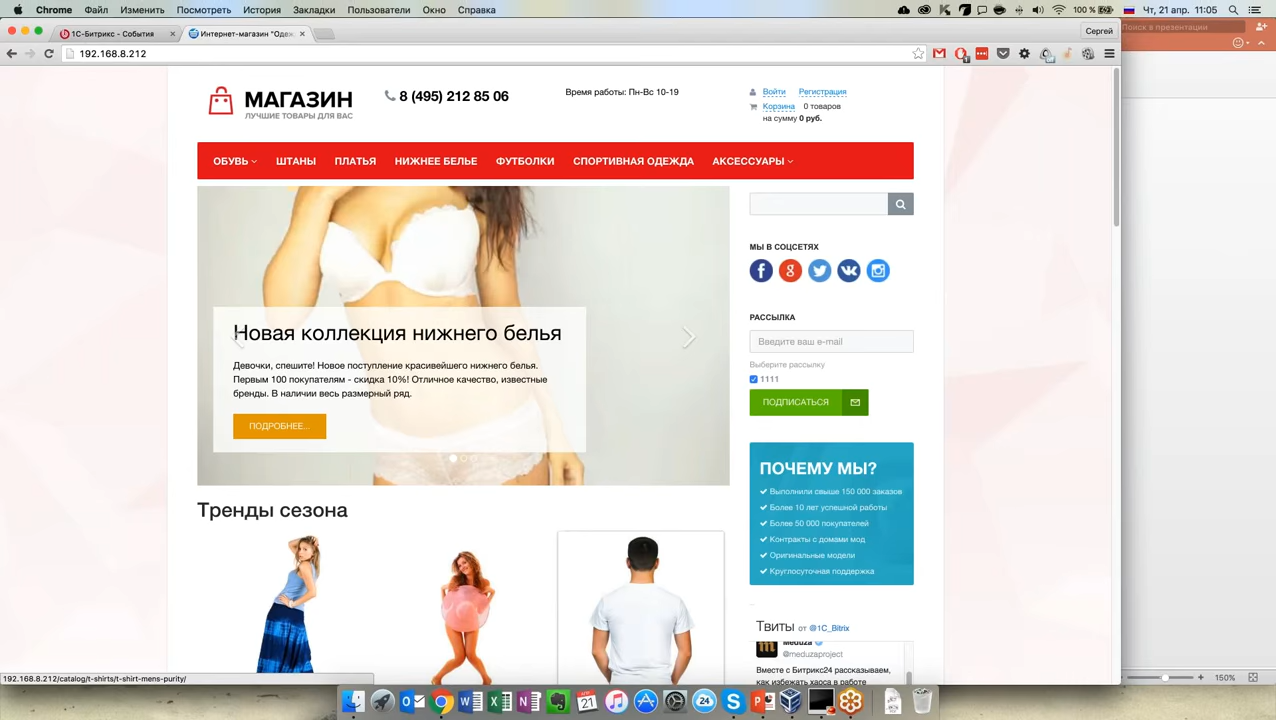 Chrome Файл Изменить Посмотреть История Закладки Пользователи Окно Справка 100 % Чт, 21 апр. 11:05
1С-Битрикс - События Интернет-магазин "Одеж Сергей Поиск в презентации
192.168.8.212
МАГАЗИН
ЛУЧШИЕ ТОВАРЫ ДЛЯ ВАС
8 (495) 212 85 06
Время работы: Пн-Вс 10-19
Войти Регистрация
Корзина 0 товаров
на сумму 0 руб.
ОБУВЬ ШТАНЫ ПЛАТЬЯ НИЖНЕЕ БЕЛЬЕ ФУТБОЛКИ СПОРТИВНАЯ ОДЕЖДА АКСЕССУАРЫ
Новая коллекция нижнего белья
Девочки, спешите! Новое поступление красивейшего нижнего белья.
Первым 100 покупателям - скидка 10%! Отличное качество, известные
бренды. В наличии весь размерный ряд.
ПОДРОБНЕЕ...
МЫ В СОЦСЕТЯХ
РАССЫЛКА
Введите ваш e-mail
Выберите рассылку
1111
ПОДПИСАТЬСЯ
ПОЧЕМУ МЫ?
Выполнили свыше 150 000 заказов
Более 10 лет успешной работы
Более 50 000 покупателей
Контракты с домами мод
Оригинальные модели
Круглосуточная поддержка
Тренды сезона
Твиты от @1C_Bitrix
Meduza
@meduzaproject
Вместе с Битрикс24 рассказываем,
как избежать хаоса в работе
192.168.8.212/catalog/t-shirts/t-shirt-mens-purity/
150%